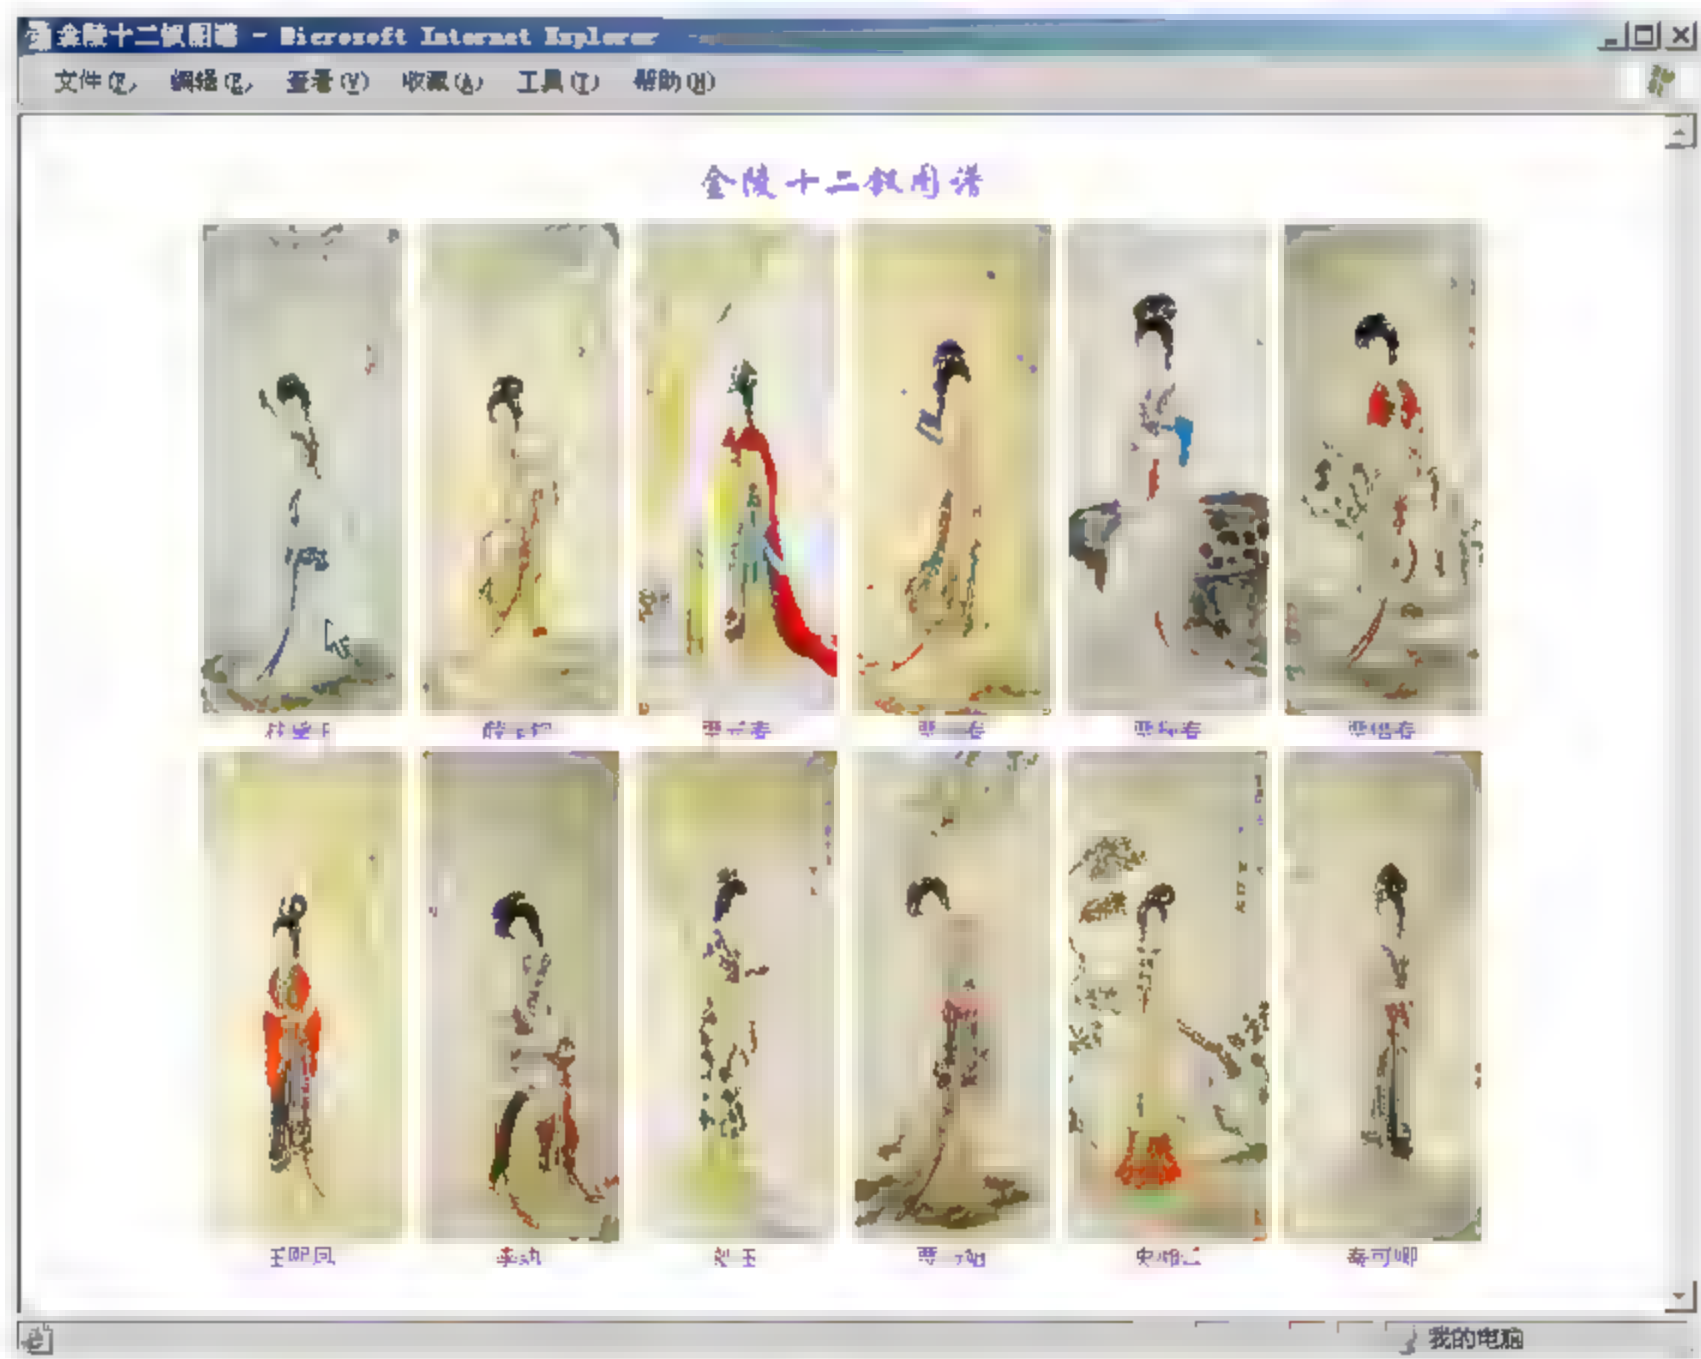 金陵十二钗图谱 - Microsoft Internet Explorer
文件(F) 编辑(E) 查看(V) 收藏(A) 工具(T) 帮助(H)
金陵十二钗图谱
贾元春 贾探春 贾惜春
王熙凤 李纨 妙玉 史湘云 秦可卿
我的电脑